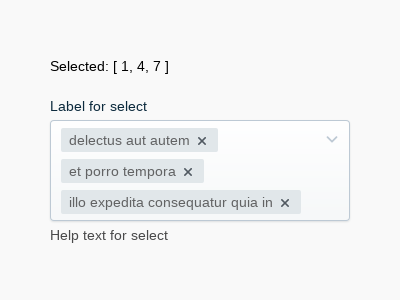 Selected: [ 1, 4, 7 ]
Label for select
delectus aut autem
et porro tempora
illo expedita consequatur quia in
Help text for select